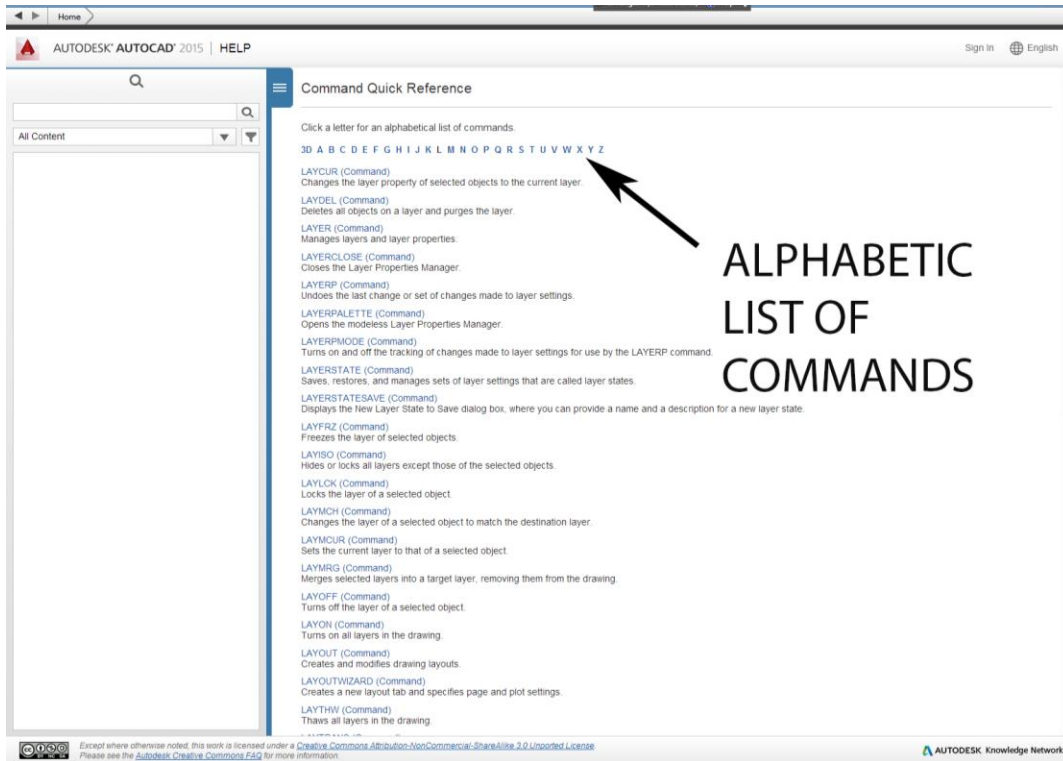 Home
AUTODESK® AUTOCAD® 2015 | HELP
Sign In English
Command Quick Reference
All Content
Click a letter for an alphabetical list of commands.
3D A B C D E F G H I J K L M N O P Q R S T U V W X Y Z
LAYCUR (Command)
Changes the layer property of selected objects to the current layer.
LAYDEL (Command)
Deletes all objects on a layer and purges the layer.
LAYER (Command)
Manages layers and layer properties.
LAYERCLOSE (Command)
Closes the Layer Properties Manager.
LAYERP (Command)
Undoes the last change or set of changes made to layer settings.
LAYERPALETTE (Command)
Opens the modeless Layer Properties Manager.
LAYERPMODE (Command)
Turns on and off the tracking of changes made to layer settings for use by the LAYERP command.
LAYERSTATE (Command)
Saves, restores, and manages sets of layer settings that are called layer states.
LAYERSTATESAVE (Command)
Displays the New Layer State to Save dialog box, where you can provide a name and a description for a new layer state.
LAYFRZ (Command)
Freezes the layer of selected objects.
LAYISO (Command)
Hides or locks all layers except those of the selected objects.
LAYLCK (Command)
Locks the layer of a selected object.
LAYMCH (Command)
Changes the layer of a selected object to match the destination layer.
LAYMCUR (Command)
Sets the current layer to that of a selected object.
LAYMRG (Command)
Merges selected layers into a target layer, removing them from the drawing.
LAYOFF (Command)
Turns off the layer of a selected object.
LAYON (Command)
Turns on all layers in the drawing.
LAYOUT (Command)
Creates and modifies drawing layouts.
LAYOUTWIZARD (Command)
Creates a new layout tab and specifies page and plot settings.
LAYTHW (Command)
Thaws all layers in the drawing.
ALPHABETIC
LIST OF
COMMANDS
Except where otherwise noted, this work is licensed under a Creative Commons Attribution-NonCommercial-ShareAlike 3.0 Unported License
Please see the Autodesk Creative Commons FAQ for more information.
AUTODESK Knowledge Network